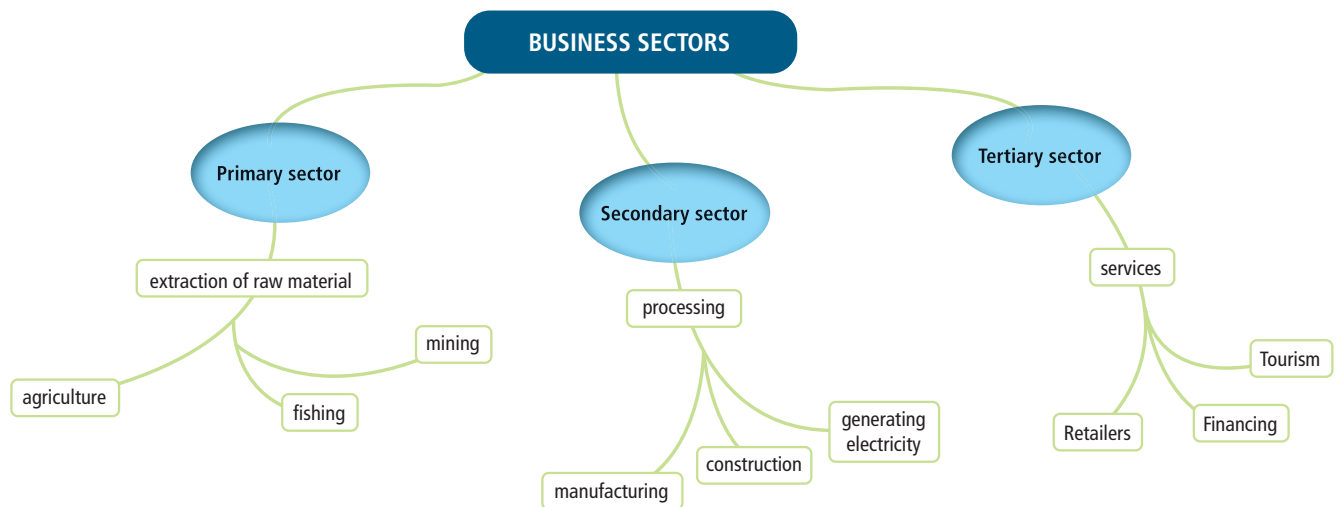 BUSINESS SECTORS
Primary sector
extraction of raw material
agriculture
fishing
mining
Secondary sector
processing
manufacturing
construction
generating
electricity
Tertiary sector
services
Retailers
Financing
Tourism